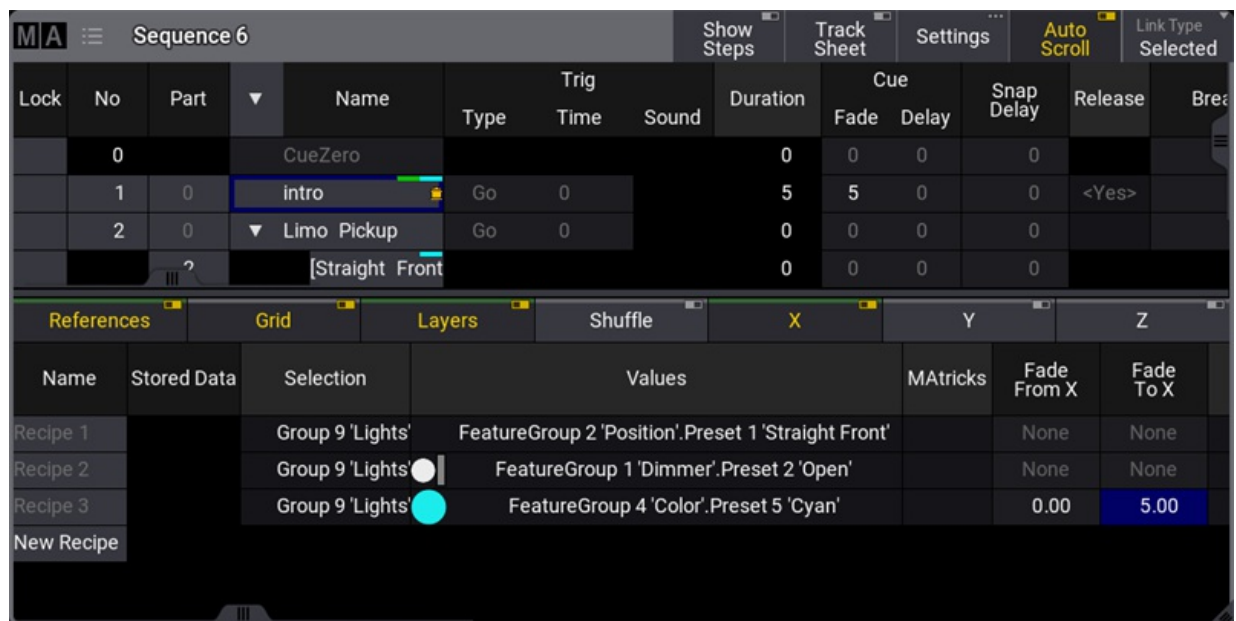 MA Sequence 6 Show Steps Track Sheet Settings Auto Scroll Link Type Selected
Lock No Part Name Trig Type Time Sound Duration Cue Fade Delay Snap Delay Release
0 CueZero 0 0 0 0
1 0 intro Go 0 5 5 0 0 <Yes>
2 0 Limo Pickup Go 0 0 0 0 0
[Straight Front 0 0 0 0
References Grid Layers Shuffle X Y Z
Name Stored Data Selection Values MAtricks Fade From X Fade To X
Recipe 1 Group 9 'Lights' FeatureGroup 2 'Position'.Preset 1 'Straight Front' None None
Recipe 2 Group 9 'Lights' FeatureGroup 1 'Dimmer'.Preset 2 'Open' None None
Recipe 3 Group 9 'Lights' FeatureGroup 4 'Color'.Preset 5 'Cyan' 0.00 5.00
New Recipe